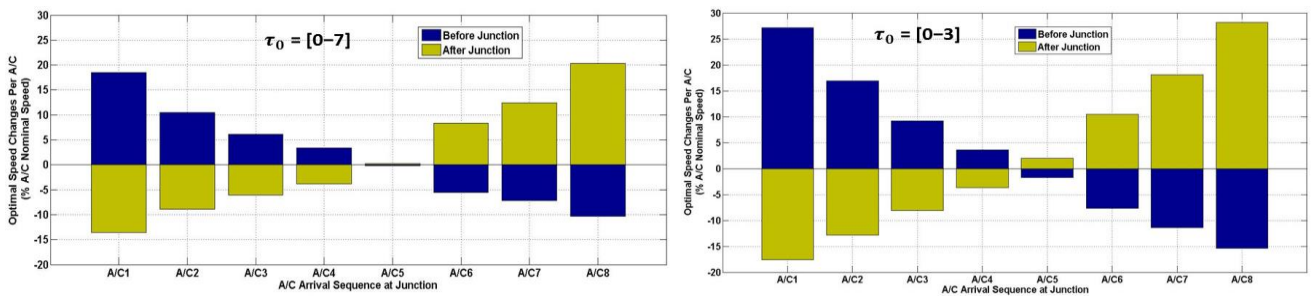 Optimal Speed Changes Per A/C
(% A/C Nominal Speed)
30
25
20
15
10
5
0
-5
-10
-15
-20
τ₀ = [0–7]
Before Junction
After Junction
A/C1 A/C2 A/C3 A/C4 A/C5 A/C6 A/C7 A/C8
A/C Arrival Sequence at Junction
Optimal Speed Changes Per A/C
(% A/C Nominal Speed)
30
25
20
15
10
5
0
-5
-10
-15
-20
τ₀ = [0–3]
Before Junction
After Junction
A/C1 A/C2 A/C3 A/C4 A/C5 A/C6 A/C7 A/C8
A/C Arrival Sequence at Junction